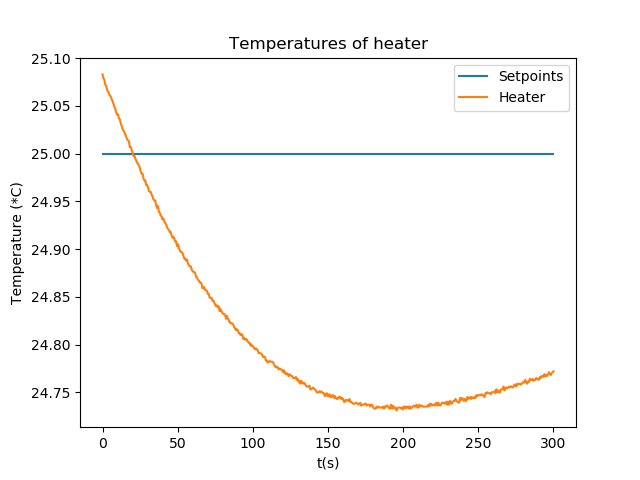 Temperatures of heater
Setpoints
Heater
25.10
25.05
25.00
24.95
24.90
24.85
24.80
24.75
Temperature (*C)
0 50 100 150 200 250 300
t(s)